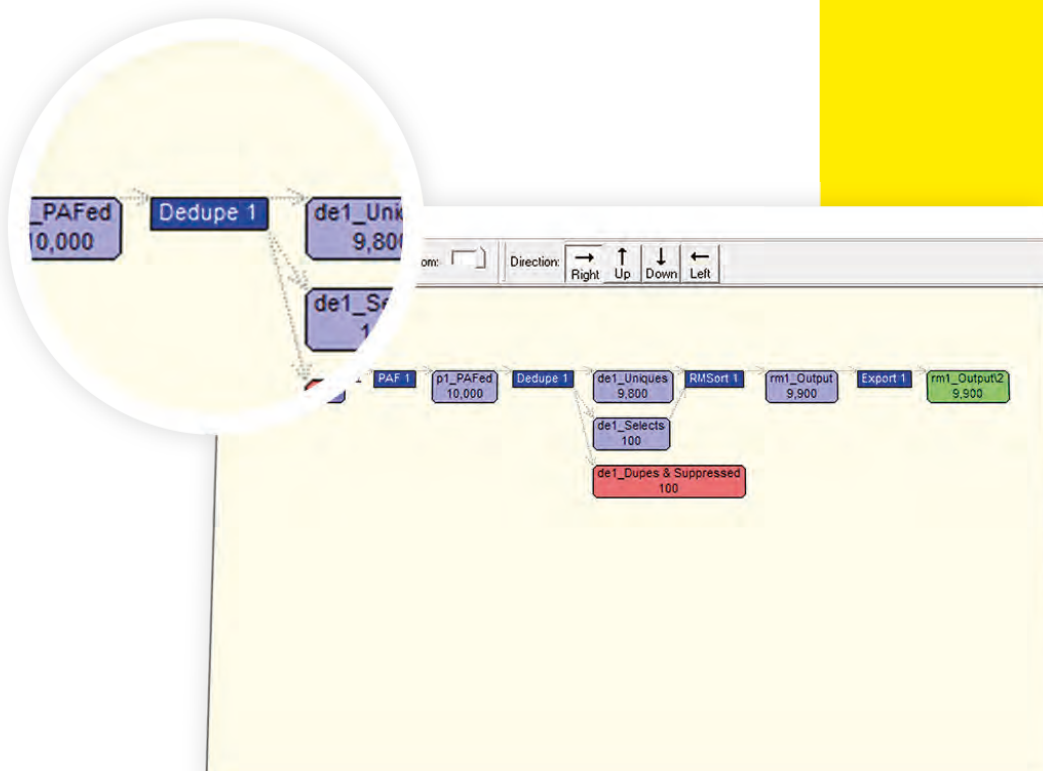 _PAFed
10,000
Dedupe 1
de1_Uni
9,80
de1_Se
1
om:
Direction:
Right
Up
Down
Left
PAF 1
p1_PAFed
10,000
Dedupe 1
de1_Uniques
9,800
RMSort 1
rm1_Output
9,900
Export 1
rm1_Output\2
9,900
de1_Selects
100
de1_Dupes & Suppressed
100